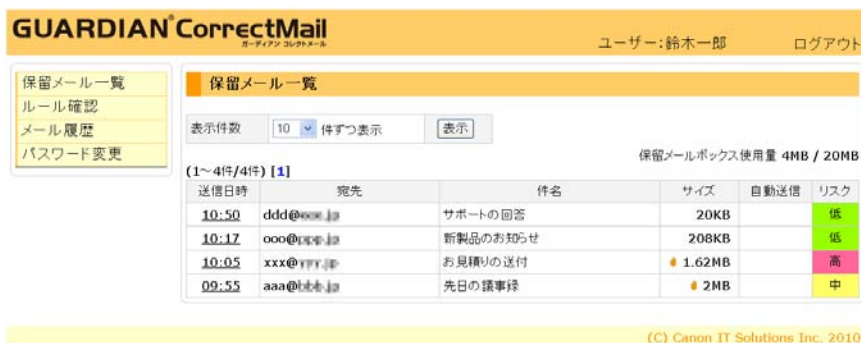 GUARDIAN®CorrectMail
ガーディアン コレクトメール
ユーザー:鈴木一郎 ログアウト
保留メール一覧
ルール確認
メール履歴
パスワード変更
保留メール一覧
表示件数 10 件ずつ表示 表示
保留メールボックス使用量 4MB / 20MB
(1～4件/4件) [1]
送信日時 宛先 件名 サイズ 自動送信 リスク
10:50 ddd@ サポートの回答 20KB 低
10:17 ooo@ 新製品のお知らせ 208KB 低
10:05 xxx@ お見積りの送付 1.62MB 高
09:55 aaa@ 先日の議事録 2MB 中
(C) Canon IT Solutions Inc. 2010